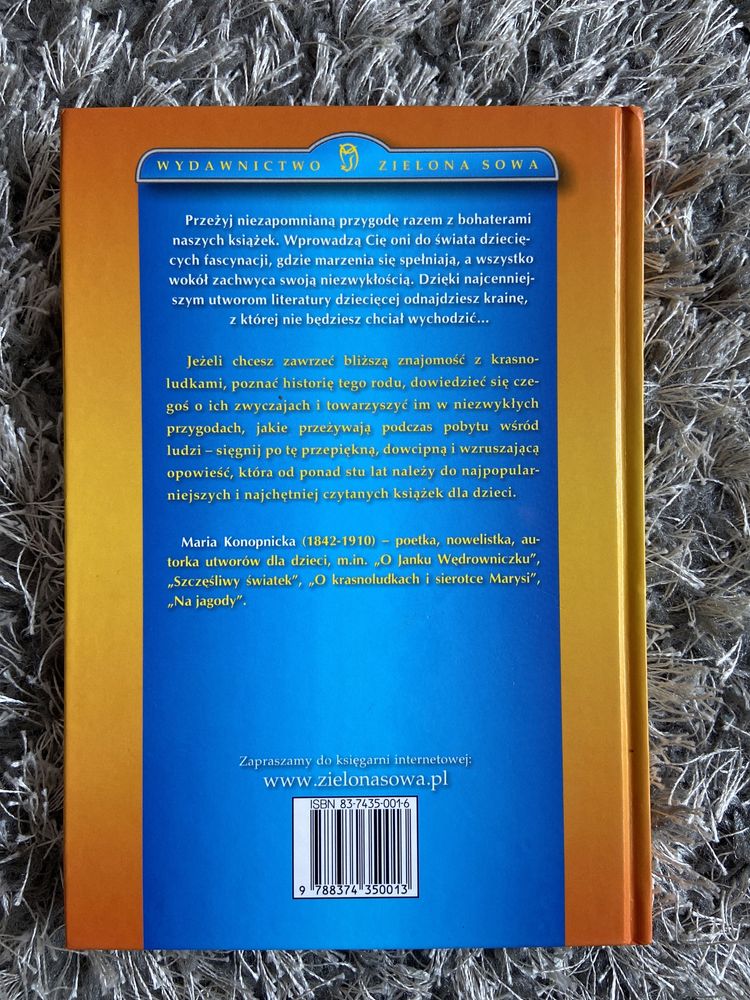 WYDAWNICTWO ZIELONA SOWA
Przeżyj niezapomnianą przygodę razem z bohaterami
naszych książek. Wprowadzą Cię oni do świata dziecię-
cych fascynacji, gdzie marzenia się spełniają, a wszystko
wokół zachwyca swoją niezwykłością. Dzięki najcenniej-
szym utworom literatury dziecięcej odnajdziesz krainę,
z której nie będziesz chciał wychodzić...
Jeżeli chcesz zawrzeć bliższą znajomość z krasno-
ludkami, poznać historię tego rodu, dowiedzieć się cze-
goś o ich zwyczajach i towarzyszyć im w niezwykłych
przygodach, jakie przeżywają podczas pobytu wśród
ludzi – sięgnij po tę przepiękną, dowcipną i wzruszającą
opowieść, która od ponad stu lat należy do najpopular-
niejszych i najchętniej czytanych książek dla dzieci.
Maria Konopnicka (1842-1910) – poetka, nowelistka, au-
torka utworów dla dzieci, m.in. „O Janku Wędrowniczku”,
„Szczęśliwy światek”, „O krasnoludkach i sierotce Marysi”,
„Na jagody”.
Zapraszamy do księgarni internetowej:
www.zielonasowa.pl
ISBN 83-7435-001-6
9 788374 350013